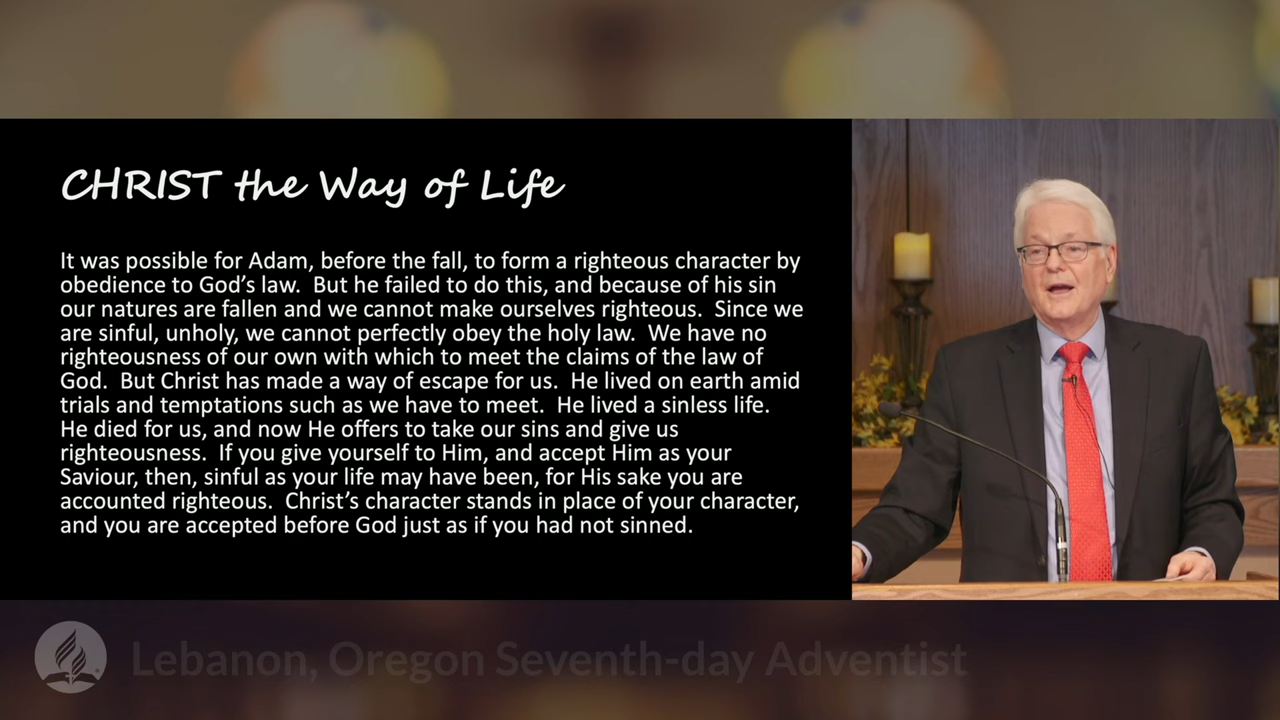 CHRIST the Way of Life
It was possible for Adam, before the fall, to form a righteous character by
obedience to God’s law.  But he failed to do this, and because of his sin
our natures are fallen and we cannot make ourselves righteous.  Since we
are sinful, unholy, we cannot perfectly obey the holy law.  We have no
righteousness of our own with which to meet the claims of the law of
God.  But Christ has made a way of escape for us.  He lived on earth amid
trials and temptations such as we have to meet.  He lived a sinless life.
He died for us, and now He offers to take our sins and give us
righteousness.  If you give yourself to Him, and accept Him as your
Saviour, then, sinful as your life may have been, for His sake you are
accounted righteous.  Christ’s character stands in place of your character,
and you are accepted before God just as if you had not sinned.
Lebanon, Oregon Seventh-day Adventist